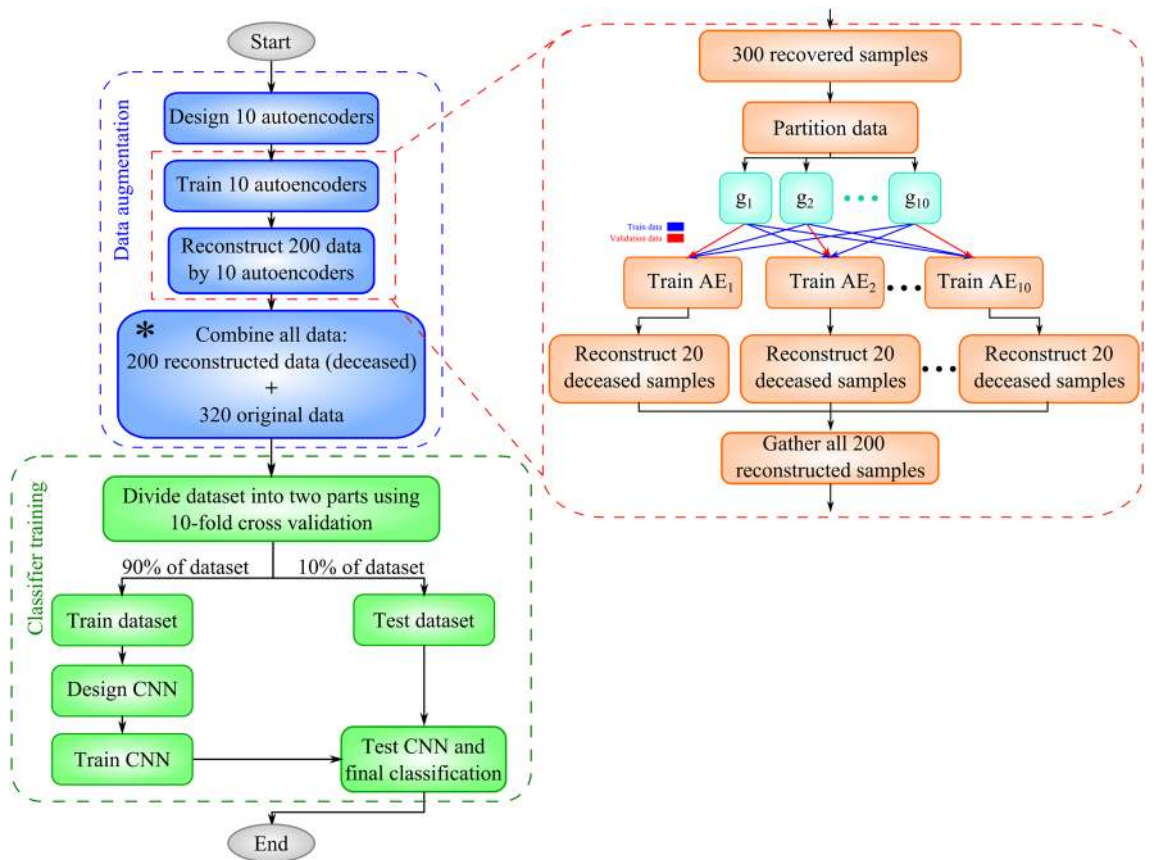 Start
Data augmentation
Design 10 autoencoders
Train 10 autoencoders
Reconstruct 200 data
by 10 autoencoders
* Combine all data:
200 reconstructed data (deceased)
+
320 original data
Classifier training
Divide dataset into two parts using
10-fold cross validation
90% of dataset
10% of dataset
Train dataset
Test dataset
Design CNN
Train CNN
Test CNN and
final classification
End
300 recovered samples
Partition data
g1
g2
g10
Train data
Validation data
Train AE1
Train AE2
Train AE10
Reconstruct 20
deceased samples
Reconstruct 20
deceased samples
Reconstruct 20
deceased samples
Gather all 200
reconstructed samples